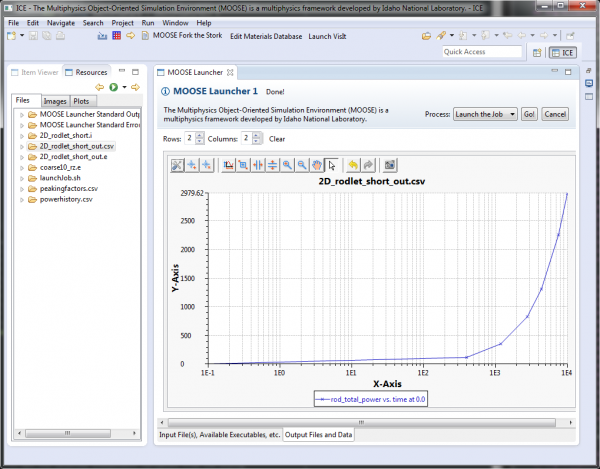 ICE - The Multiphysics Object-Oriented Simulation Environment (MOOSE) is a multiphysics framework developed by Idaho National Laboratory. - ICE
File Navigate Search Project Run Window Help
MOOSE Fork the Stork Edit Materials Database Launch VisIt
Quick Access
ICE
Item Viewer Resources
Files Images Plots
MOOSE Launcher Standard Outp
MOOSE Launcher Standard Error
2D_rodlet_short.i
2D_rodlet_short_out.csv
2D_rodlet_short_out.e
coarse10_rz.e
launchJob.sh
peakingfactors.csv
powerhistory.csv
MOOSE Launcher
MOOSE Launcher 1 Done!
The Multiphysics Object-Oriented Simulation Environment (MOOSE) is a
multiphysics framework developed by Idaho National Laboratory.
Process: Launch the Job Go! Cancel
Rows: 2 Columns: 2 Clear
2D_rodlet_short_out.csv
2979.62
2500
2000
1500
1000
500
0
Y-Axis
1E-1 1E0 1E1 1E2 1E3 1E4
X-Axis
rod_total_power vs. time at 0.0
Input File(s), Available Executables, etc. Output Files and Data